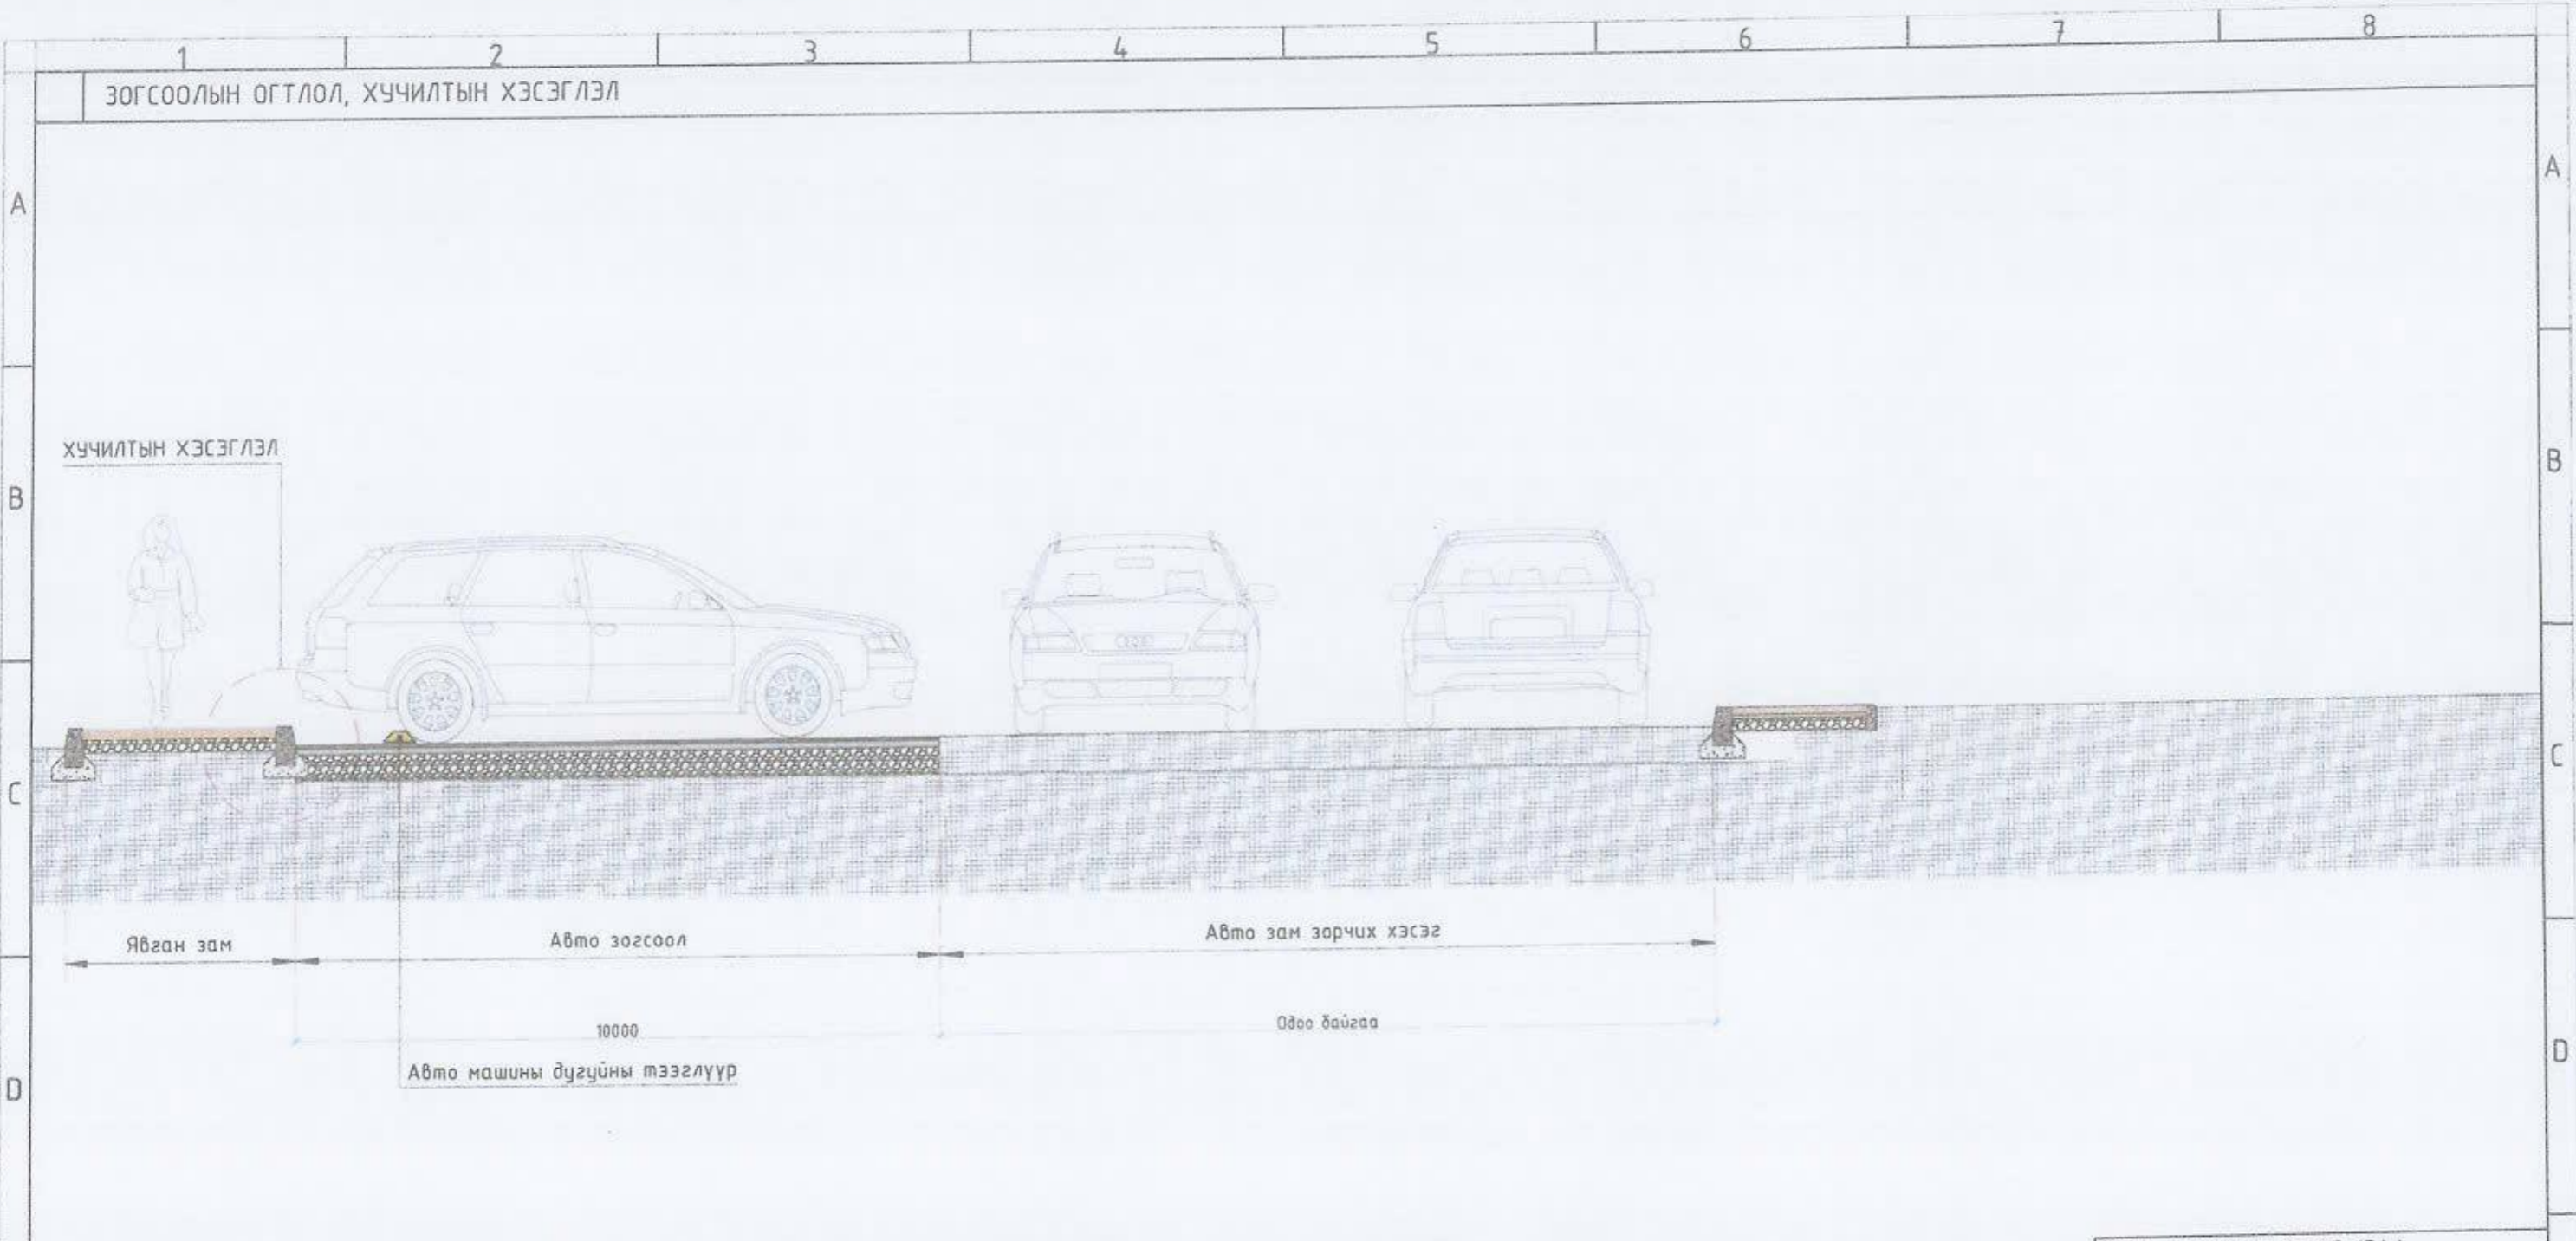 1 2 3 4 5 6 7 8
ЗОГСООЛЫН ОГТЛОЛ, ХУЧИЛТЫН ХЭСЭГЛЭЛ
A A
ХУЧИЛТЫН ХЭСЭГЛЭЛ
B B
C C
Явган зам Авто зогсоол Авто зам зорчих хэсэг
10000 Одоо байгаа
Авто машины дугуйны тээглүүр
D D